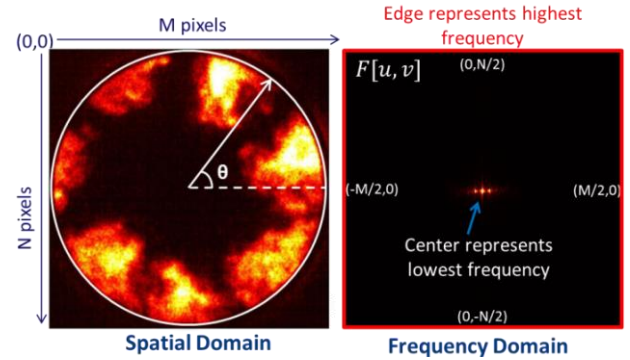 M pixels
(0,0)
N pixels
θ
Spatial Domain
Edge represents highest
frequency
F[u, v]
(0,N/2)
(-M/2,0)
(M/2,0)
Center represents
lowest frequency
(0,-N/2)
Frequency Domain